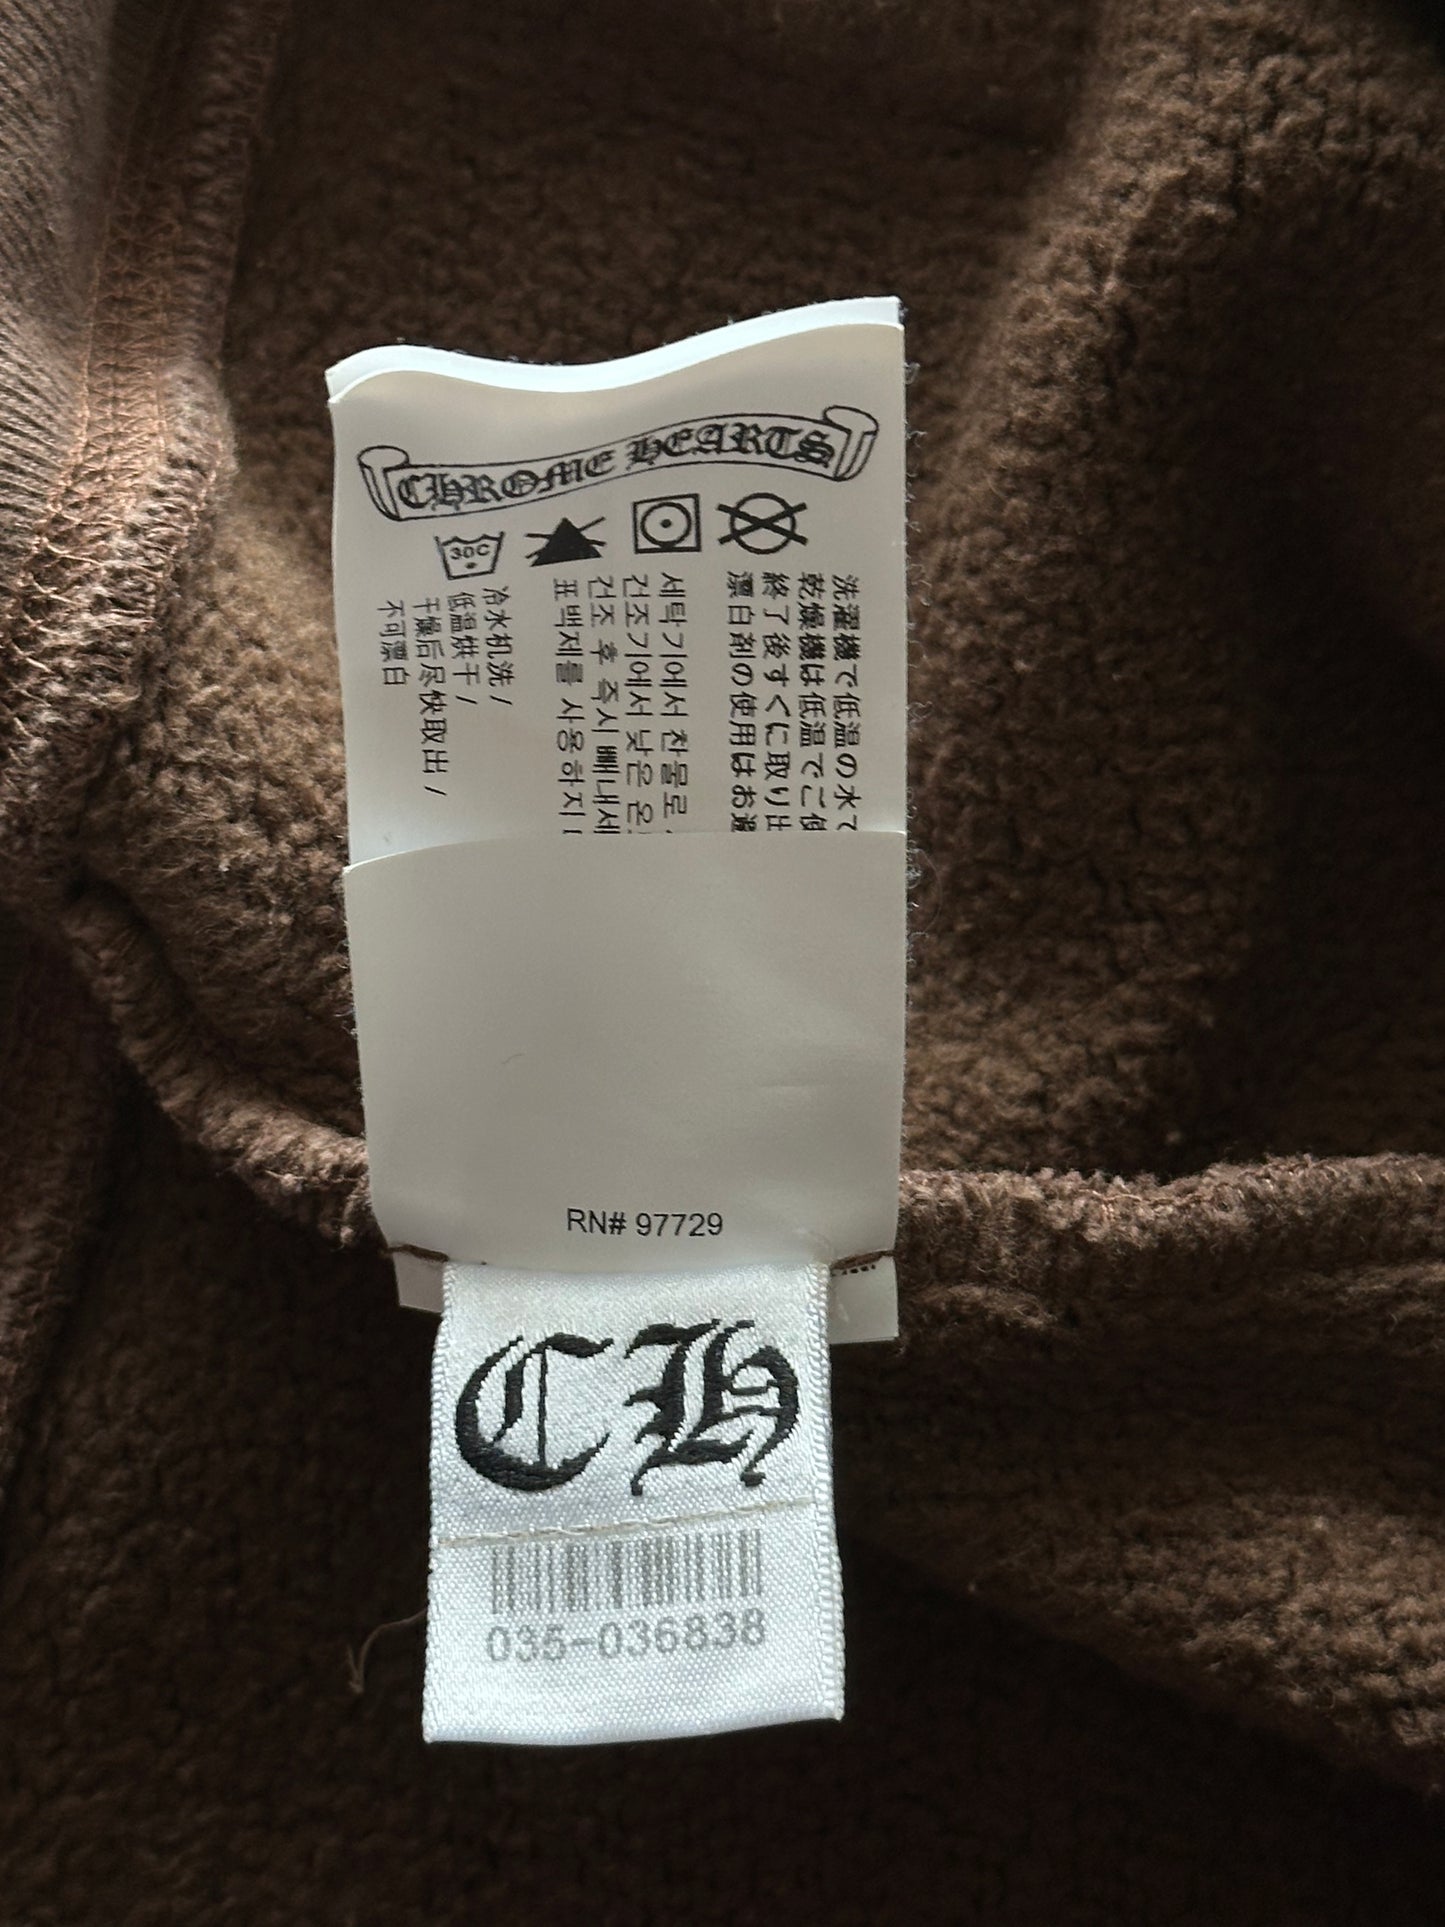 CHROME HEARTS
30C
洗濯機で低温の水で
乾燥機は低温でご使
終了後すぐに取り出
漂白剤の使用はお避
세탁기에서 찬물로
건조기에서 낮은 온
건조 후 즉시 빼내세
표백제를 사용하지
冷水机洗 /
低温烘干 /
干燥后尽快取出 /
不可漂白
RN# 97729
CH
035-036838